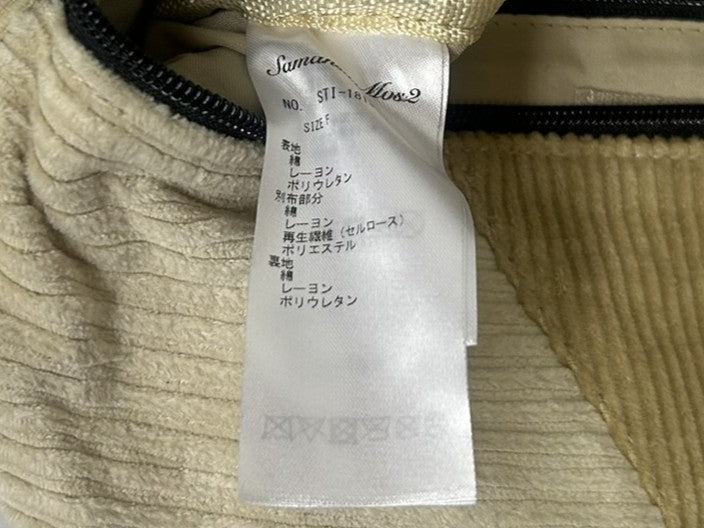 Mos2
NO. STI-18
SIZE F
表地
綿
レーヨン
ポリウレタン
別布部分
綿
レーヨン
再生繊維(セルロース)
ポリエステル
裏地
綿
レーヨン
ポリウレタン